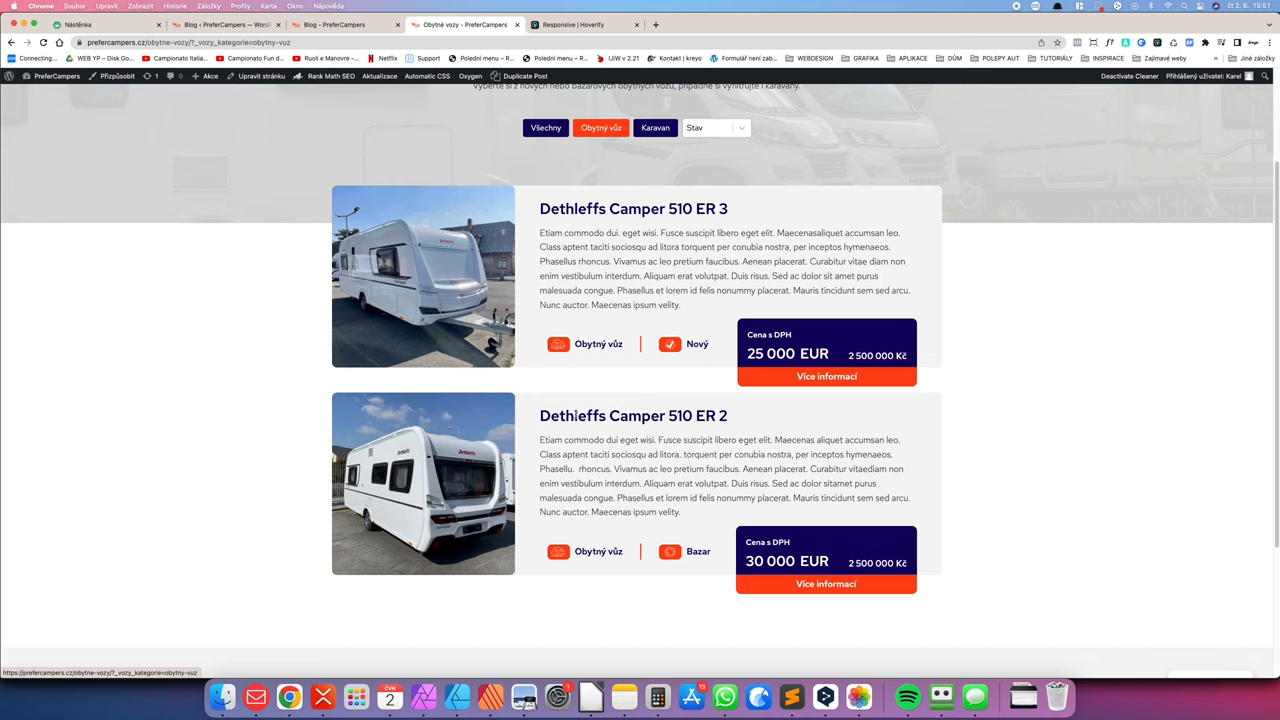 Chrome Soubor Upravit Zobrazit Historie Záložky Profily Karta Okno Nápověda
čt 2. 6. 15:51
Nástěnka
Blog ‹ PreferCampers — Word
Blog - PreferCampers
Obytné vozy - PreferCampers
Responsive | Hoverify
prefercampers.cz/obytne-vozy/?_vozy_kategorie=obytny-vuz
Connecting...
WEB YP – Disk Go...
Campionato Italia...
Campionato Fun d...
Ruoli e Manovre -...
Netflix
Support
Polední menu – R...
Polední menu – R...
IJiW v 2.21
Kontakt | kreyo
Formulář není zab...
WEBDESIGN
GRAFIKA
APLIKACE
DŮM
POLEPY AUT
TUTORIÁLY
INSPIRACE
Zajímavé weby
»
Jiné záložky
PreferCampers
Přizpůsobit
1
0
Akce
Upravit stránku
Rank Math SEO
Aktualizace
Automatic CSS
Oxygen
Duplicate Post
Deactivate Cleaner
Přihlášený uživatel: Karel
Vyberte si z nových nebo bazarových obytných vozů, případně si vyfiltrujte i karavany.
Všechny
Obytný vůz
Karavan
Stav
Dethleffs Camper 510 ER 3
Etiam commodo dui. eget wisi. Fusce suscipit libero eget elit. Maecenasaliquet accumsan leo.
Class aptent taciti sociosqu ad litora torquent per conubia nostra, per inceptos hymenaeos.
Phasellus rhoncus. Vivamus ac leo pretium faucibus. Aenean placerat. Curabitur vitae diam non
enim vestibulum interdum. Aliquam erat volutpat. Duis risus. Sed ac dolor sit amet purus
malesuada congue. Phasellus et lorem id felis nonummy placerat. Mauris tincidunt sem sed arcu.
Nunc auctor. Maecenas ipsum velity.
Obytný vůz
Nový
Cena s DPH
25 000 EUR
2 500 000 Kč
Více informací
Dethleffs Camper 510 ER 2
Etiam commodo dui eget wisi. Fusce suscipit libero eget elit. Maecenas aliquet accumsan leo.
Class aptent taciti sociosqu ad litora. torquent per conubia nostra, per inceptos hymenaeos.
Phasellu. rhoncus. Vivamus ac leo pretium faucibus. Aenean placerat. Curabitur vitaediam non
enim vestibulum interdum. Aliquam erat volutpat. Duis risus. Sed ac dolor sitamet purus
malesuada congue. Phasellus et lorem id felis nonummy placerat. Mauris tincidunt sem sed arcu.
Nunc auctor. Maecenas ipsum velity.
Obytný vůz
Bazar
Cena s DPH
30 000 EUR
2 500 000 Kč
Více informací
https://prefercampers.cz/obytne-vozy/?_vozy_kategorie=obytny-vuz
ČVN
2
1
13